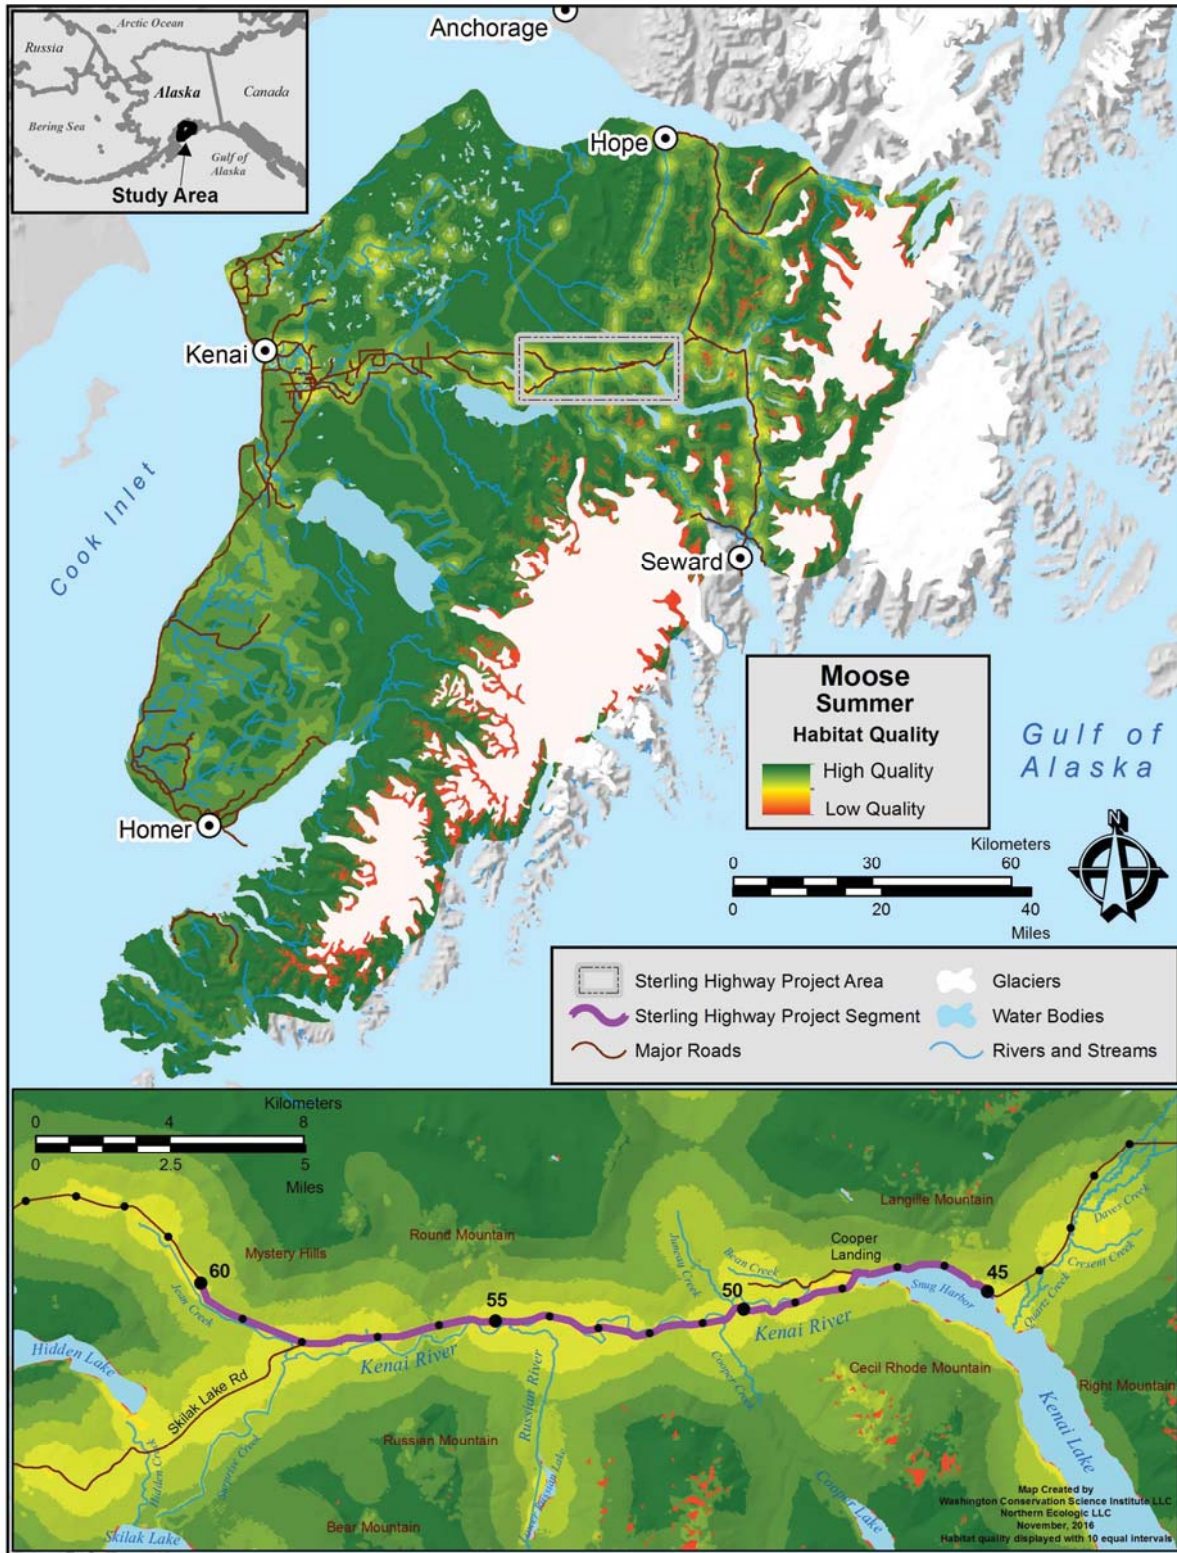 Anchorage
Arctic Ocean
Russia
Alaska
Canada
Bering Sea
Gulf of
Alaska
Study Area
Hope
Kenai
Cook Inlet
Seward
Homer
Moose
Summer
Habitat Quality
High Quality
Low Quality
Gulf of
Alaska
N
Kilometers
0 30 60
0 20 40
Miles
Sterling Highway Project Area
Sterling Highway Project Segment
Major Roads
Glaciers
Water Bodies
Rivers and Streams
Kilometers
0 4 8
0 2.5 5
Miles
Langille Mountain
Daves Creek
Round Mountain
Mystery Hills
Juneau Creek
Bean Creek
Cooper
Landing
Cresent Creek
60
Jean Creek
55
50
45
Snug Harbor
Quartz Creek
Kenai River
Kenai River
Hidden Lake
Skilak Lake Rd
Russian River
Cooper Creek
Cecil Rhode Mountain
Right Mountain
Kenai Lake
Russian Mountain
Hidden Creek
Surprise Creek
Russian Lake
Cooper Lake
Skilak Lake
Bear Mountain
Map Created by
Washington Conservation Science Institute LLC
Northern Ecologic LLC
November, 2016
Habitat quality displayed with 10 equal intervals